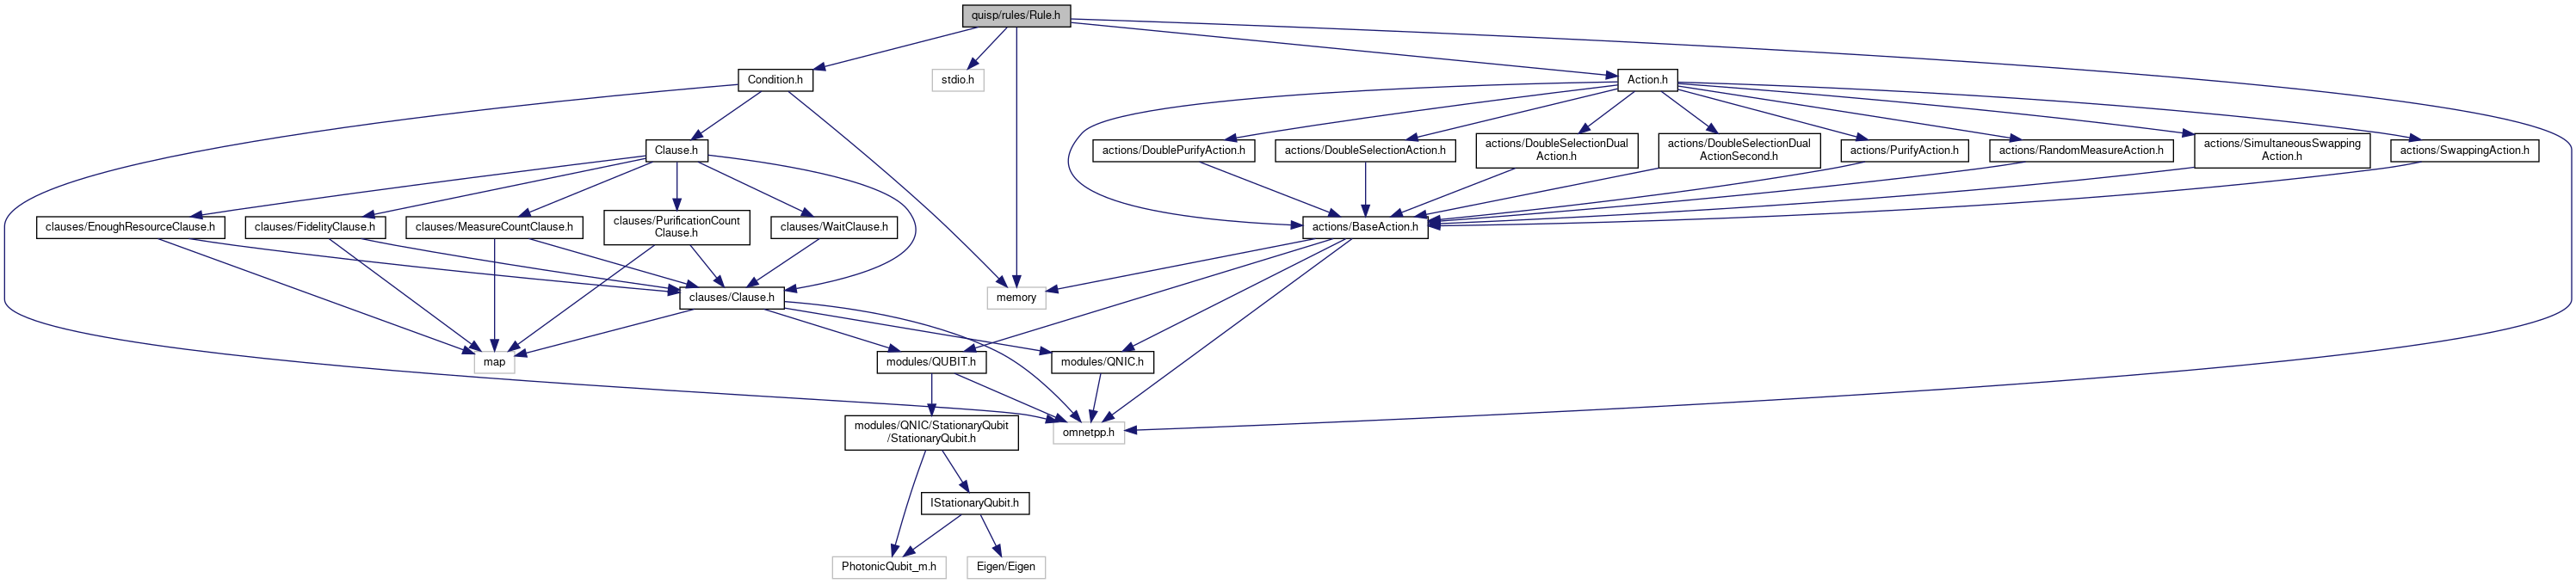 quisp/rules/Rule.h
Condition.h
stdio.h
Action.h
Clause.h
actions/DoublePurifyAction.h
actions/DoubleSelectionAction.h
actions/DoubleSelectionDual
Action.h
actions/DoubleSelectionDual
ActionSecond.h
actions/PurifyAction.h
actions/RandomMeasureAction.h
actions/SimultaneousSwapping
Action.h
actions/SwappingAction.h
clauses/EnoughResourceClause.h
clauses/FidelityClause.h
clauses/MeasureCountClause.h
clauses/PurificationCount
Clause.h
clauses/WaitClause.h
actions/BaseAction.h
clauses/Clause.h
memory
map
modules/QUBIT.h
modules/QNIC.h
modules/QNIC/StationaryQubit
/StationaryQubit.h
omnetpp.h
IStationaryQubit.h
PhotonicQubit_m.h
Eigen/Eigen